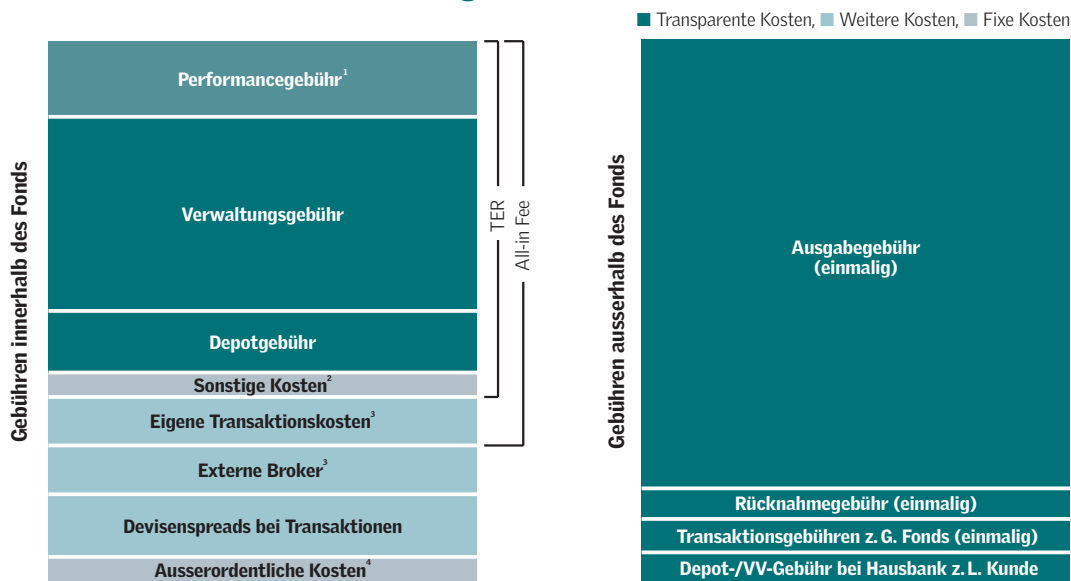 Transparente Kosten, Weitere Kosten, Fixe Kosten
Gebühren innerhalb des Fonds
Performancegebühr¹
Verwaltungsgebühr
Depotgebühr
Sonstige Kosten²
Eigene Transaktionskosten³
Externe Broker³
Devisenspreads bei Transaktionen
Ausserordentliche Kosten⁴
TER
All-in Fee
Gebühren ausserhalb des Fonds
Ausgabegebühr
(einmalig)
Rücknahmegebühr (einmalig)
Transaktionsgebühren z. G. Fonds (einmalig)
Depot-/VV-Gebühr bei Hausbank z. L. Kunde